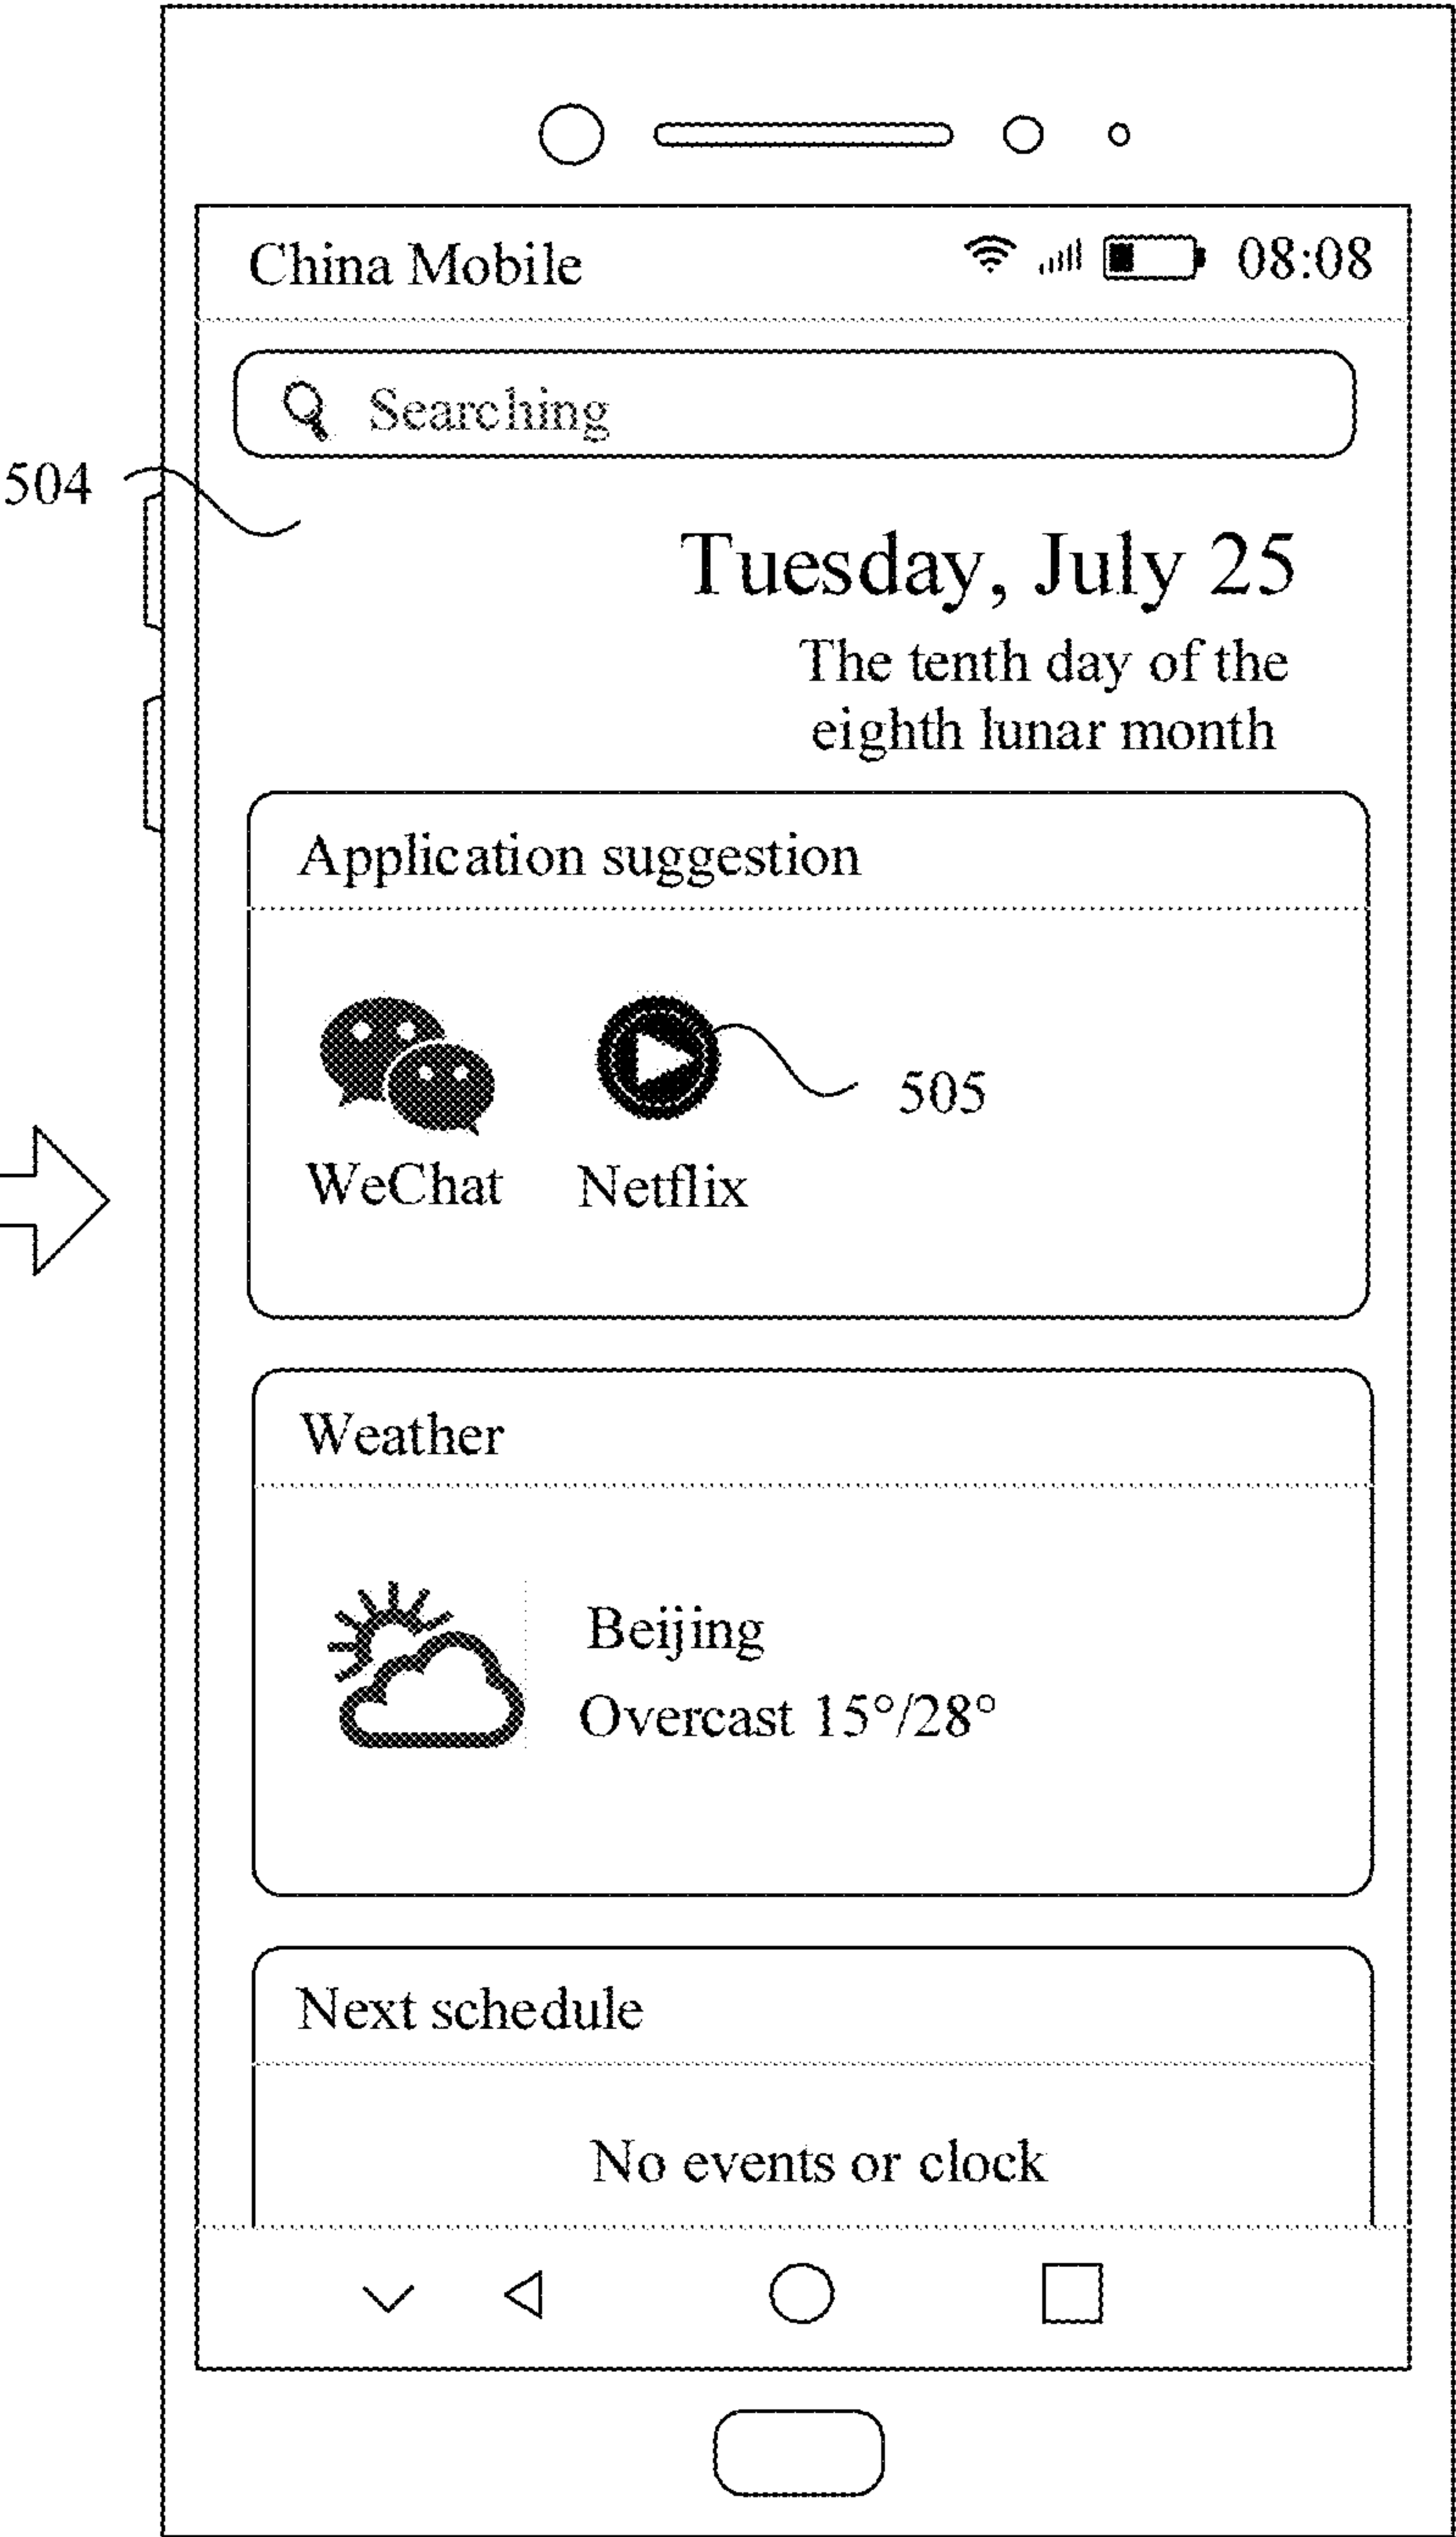 China Mobile 08:08
Searching
504
Tuesday, July 25
The tenth day of the
eighth lunar month
Application suggestion
505
WeChat Netflix
Weather
Beijing
Overcast 15°/28°
Next schedule
No events or clock